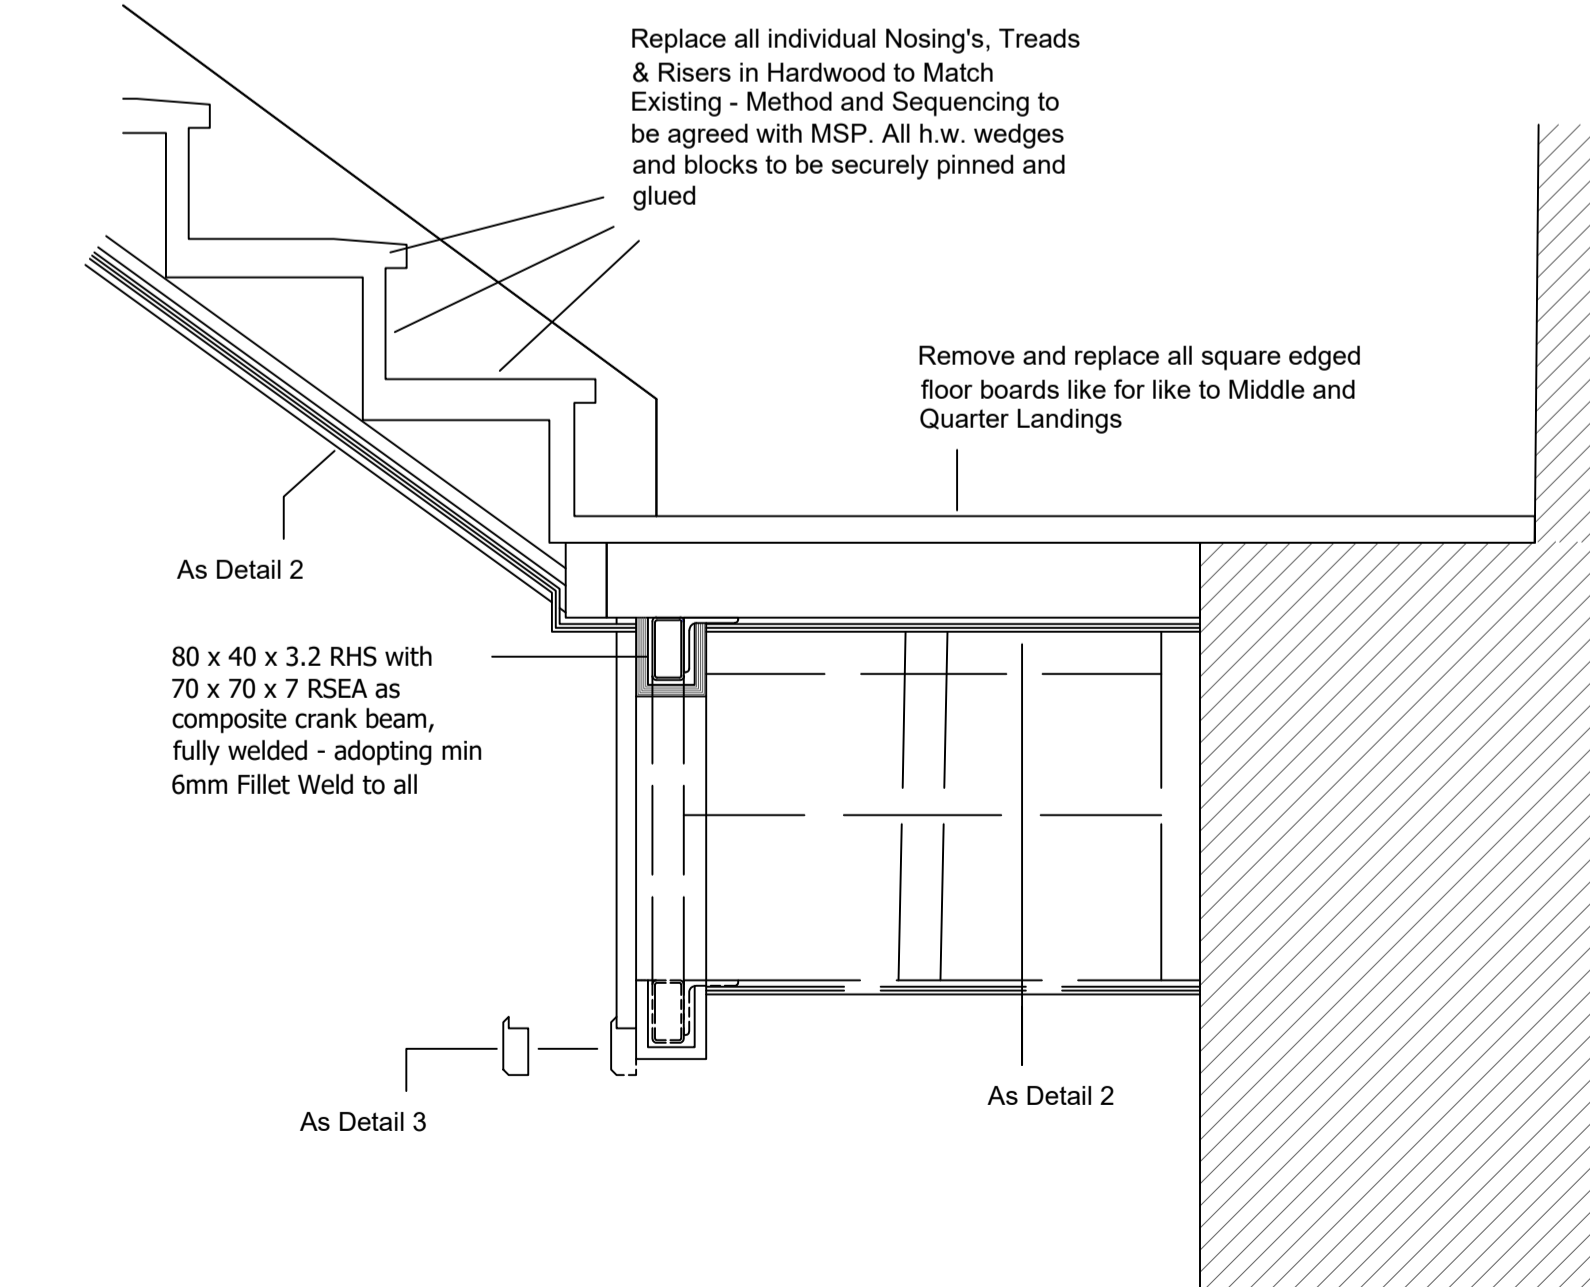 Replace all individual Nosing's, Treads
& Risers in Hardwood to Match
Existing - Method and Sequencing to
be agreed with MSP. All h.w. wedges
and blocks to be securely pinned and
glued
Remove and replace all square edged
floor boards like for like to Middle and
Quarter Landings
As Detail 2
80 x 40 x 3.2 RHS with
70 x 70 x 7 RSEA as
composite crank beam,
fully welded - adopting min
6mm Fillet Weld to all
As Detail 2
As Detail 3